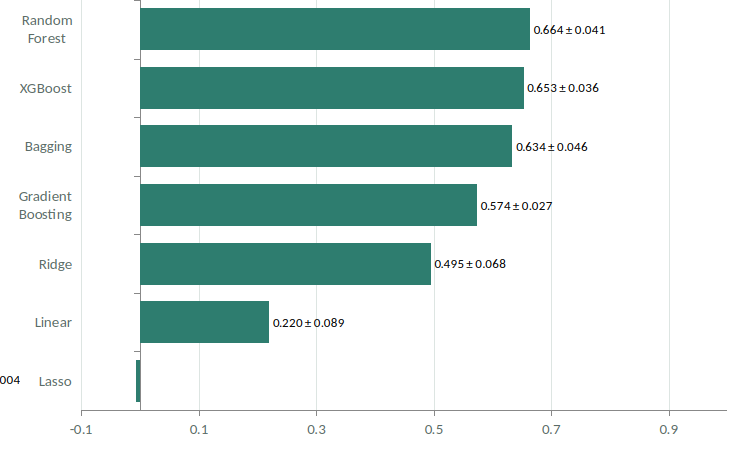 Random
Forest
0.664±0.041
XGBoost
0.653±0.036
Bagging
0.634±0.046
Gradient
Boosting
0.574±0.027
Ridge
0.495±0.068
Linear
0.220±0.089
004
Lasso
-0.1
0.1
0.3
0.5
0.7
0.9